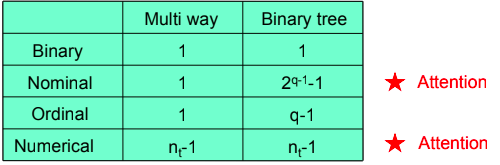 Multi way Binary tree
Binary 1 1
Nominal 1 2^{q-1}-1 ★ Attention
Ordinal 1 q-1
Numerical n_t-1 n_t-1 ★ Attention